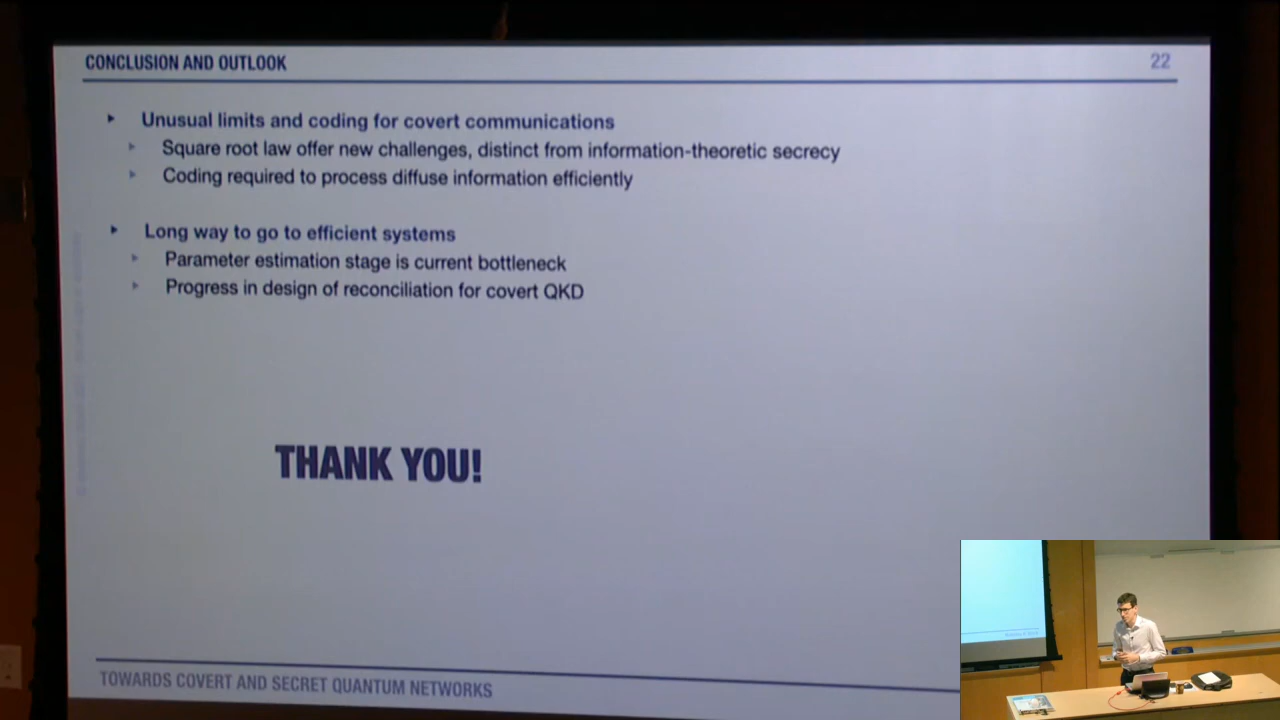 CONCLUSION AND OUTLOOK
22
Unusual limits and coding for covert communications
Square root law offer new challenges, distinct from information-theoretic secrecy
Coding required to process diffuse information efficiently
Long way to go to efficient systems
Parameter estimation stage is current bottleneck
Progress in design of reconciliation for covert QKD
THANK YOU!
TOWARDS COVERT AND SECRET QUANTUM NETWORKS